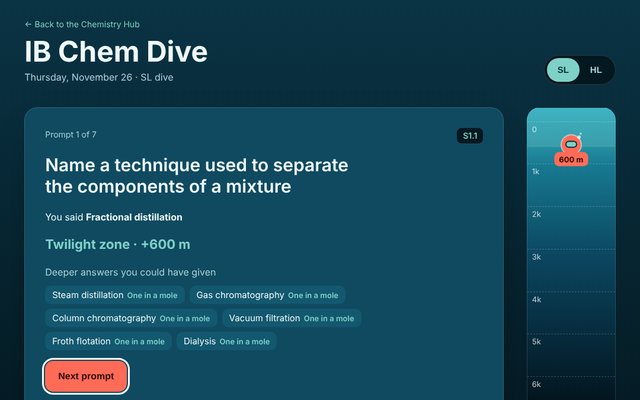 ← Back to the Chemistry Hub
IB Chem Dive
Thursday, November 26 · SL dive
SL HL
Prompt 1 of 7
S1.1
Name a technique used to separate
the components of a mixture
You said Fractional distillation
Twilight zone · +600 m
Deeper answers you could have given
Steam distillation One in a mole
Gas chromatography One in a mole
Column chromatography One in a mole
Vacuum filtration One in a mole
Froth flotation One in a mole
Dialysis One in a mole
Next prompt
0
600 m
1k
2k
3k
4k
5k
6k